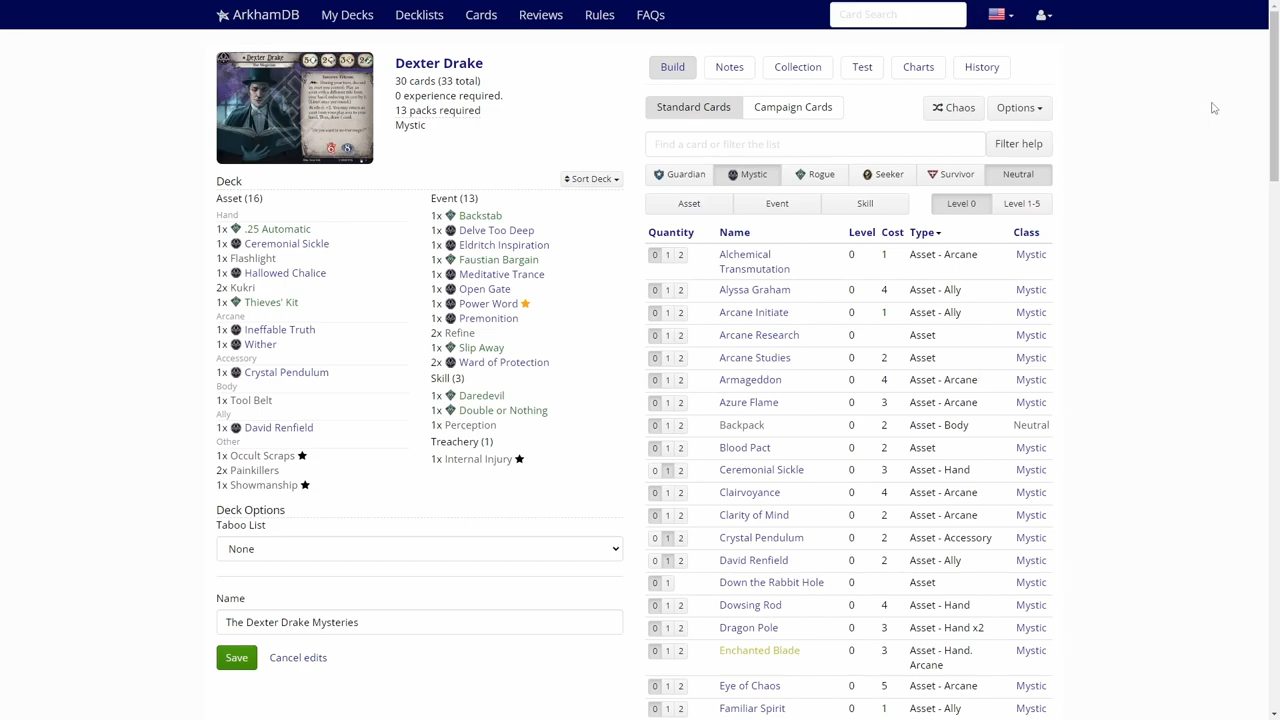 ArkhamDB My Decks Decklists Cards Reviews Rules FAQs Card Search
Dexter Drake
Dexter Drake
30 cards (33 total)
0 experience required.
13 packs required
Mystic
Build Notes Collection Test Charts History
Standard Cards
Cards
Chaos
Options
Find a card or filter the list
Filter help
Guardian Mystic Rogue Seeker Survivor Neutral
Asset Event Skill Level 0 Level 1-5
Deck
Sort Deck
Asset (16)
Hand
1x .25 Automatic
1x Ceremonial Sickle
1x Flashlight
1x Hallowed Chalice
2x Kukri
1x Thieves' Kit
Arcane
1x Ineffable Truth
1x Wither
Accessory
1x Crystal Pendulum
Body
1x Tool Belt
Ally
1x David Renfield
Other
1x Occult Scraps
2x Painkillers
1x Showmanship
Event (13)
1x Backstab
1x Delve Too Deep
1x Eldritch Inspiration
1x Faustian Bargain
1x Meditative Trance
1x Open Gate
1x Power Word
1x Premonition
2x Refine
1x Slip Away
2x Ward of Protection
Skill (3)
1x Daredevil
1x Double or Nothing
1x Perception
Treachery (1)
1x Internal Injury
Deck Options
Taboo List
None
Name
The Dexter Drake Mysteries
Save Cancel edits
Quantity Name Level Cost Type Class
0 1 2 Alchemical Transmutation 0 1 Asset - Arcane Mystic
0 1 2 Alyssa Graham 0 4 Asset - Ally Mystic
0 1 2 Arcane Initiate 0 1 Asset - Ally Mystic
0 1 2 Arcane Research 0 Asset Mystic
0 1 2 Arcane Studies 0 2 Asset Mystic
0 1 2 Armageddon 0 4 Asset - Arcane Mystic
0 1 2 Azure Flame 0 3 Asset - Arcane Mystic
0 1 2 Backpack 0 2 Asset - Body Neutral
0 1 2 Blood Pact 0 2 Asset Mystic
0 1 2 Ceremonial Sickle 0 3 Asset - Hand Mystic
0 1 2 Clairvoyance 0 4 Asset - Arcane Mystic
0 1 2 Clarity of Mind 0 2 Asset - Arcane Mystic
0 1 2 Crystal Pendulum 0 2 Asset - Accessory Mystic
0 1 2 David Renfield 0 2 Asset - Ally Mystic
0 1 Down the Rabbit Hole 0 Asset Mystic
0 1 2 Dowsing Rod 0 4 Asset - Hand Mystic
0 1 2 Dragon Pole 0 3 Asset - Hand x2 Mystic
0 1 2 Enchanted Blade 0 3 Asset - Hand. Arcane Mystic
0 1 2 Eye of Chaos 0 5 Asset - Arcane Mystic
0 1 2 Familiar Spirit 0 1 Asset - Ally Mystic